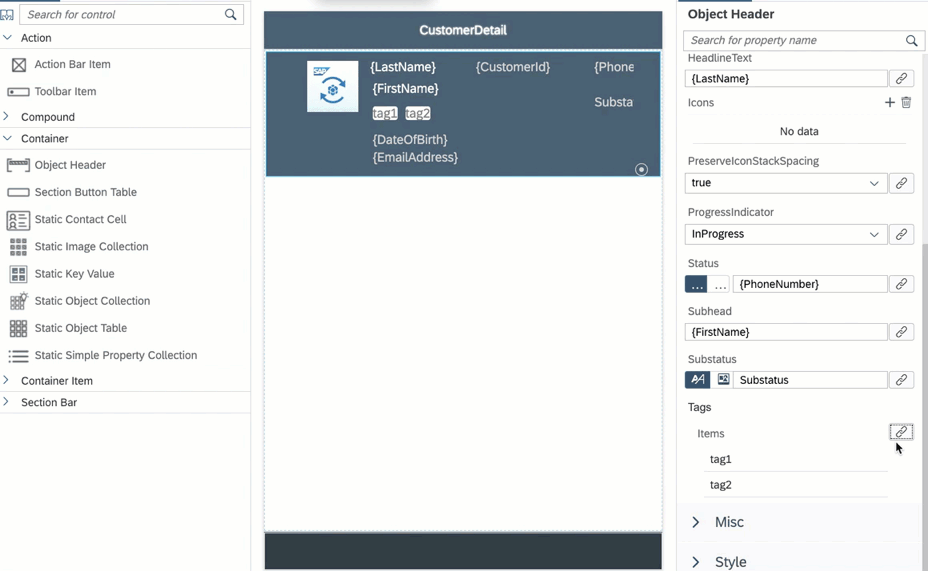 Search for control
Action
Action Bar Item
Toolbar Item
Compound
Container
Object Header
Section Button Table
Static Contact Cell
Static Image Collection
Static Key Value
Static Object Collection
Static Object Table
Static Simple Property Collection
Container Item
Section Bar
CustomerDetail
SAP
{LastName}
{CustomerId}
{Phone
{FirstName}
Substa
tag1
tag2
{DateOfBirth}
{EmailAddress}
Object Header
Search for property name
HeadlineText
{LastName}
Icons
No data
PreserveIconStackSpacing
true
ProgressIndicator
InProgress
Status
... ... {PhoneNumber}
Subhead
{FirstName}
Substatus
Substatus
Tags
Items
tag1
tag2
Misc
Style